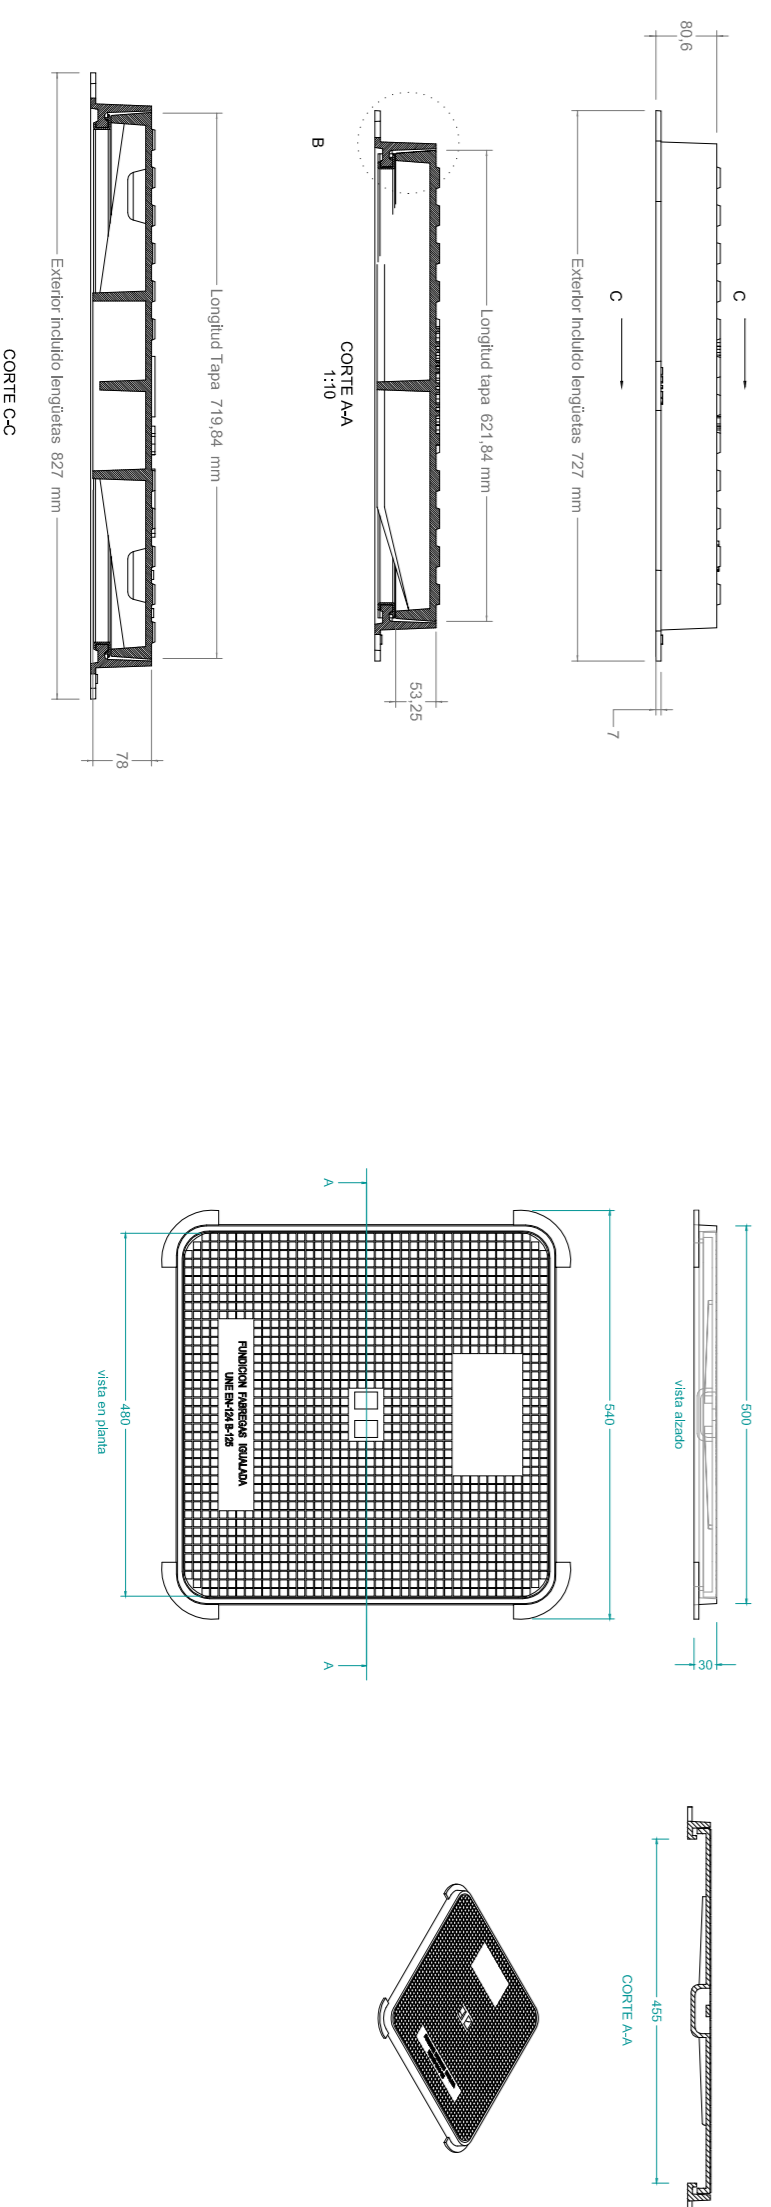 80,6
C
C
Exterior Incluido lengüetas 727 mm
7
Longitud tapa 621,84 mm
53,25
B
CORTE A-A
1:10
Longitud Tapa 719,84 mm
78
Exterior incluido lengüetas 827 mm
CORTE C-C
500
30
vista alzado
540
A
A
FUNDICION FABREGAS IGUALADA
UNE EN-124 B-125
480
vista en planta
455
CORTE A-A